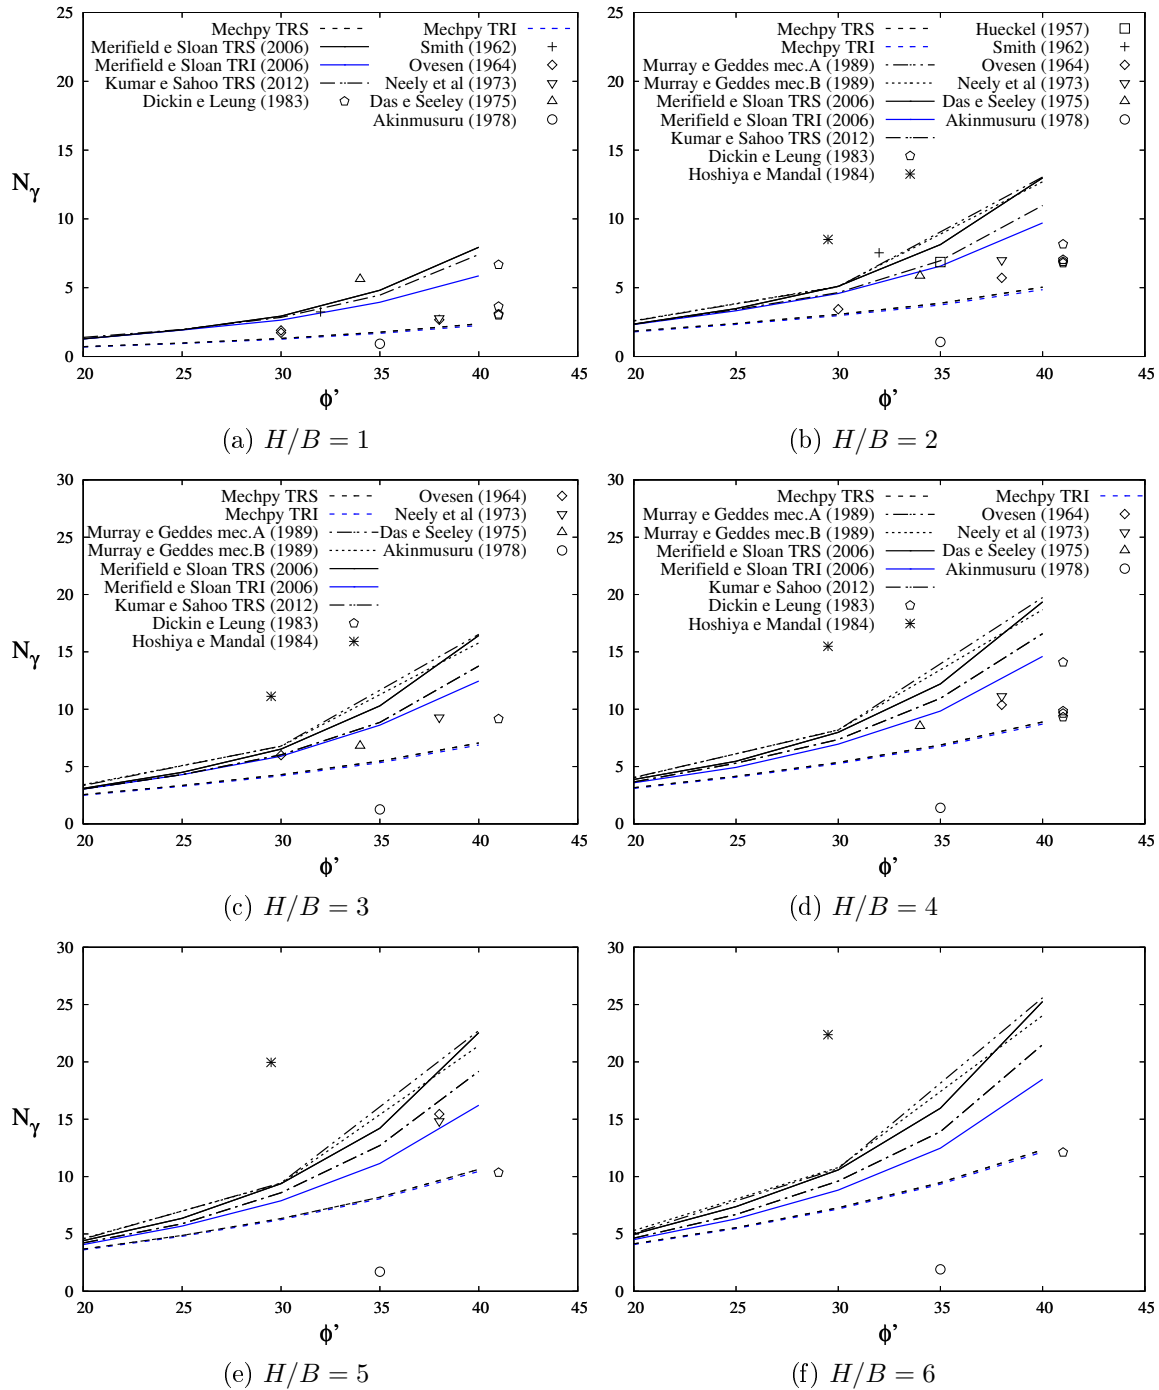 25
20
15
10
5
0
20 25 30 35 40 45
Nγ
ϕ'
Mechpy TRS
Merifield e Sloan TRS (2006)
Merifield e Sloan TRI (2006)
Kumar e Sahoo TRS (2012)
Dickin e Leung (1983)
Mechpy TRI
Smith (1962)
Ovesen (1964)
Neely et al (1973)
Das e Seeley (1975)
Akinmusuru (1978)
(a) H/B = 1
25
20
15
10
5
0
20 25 30 35 40 45
ϕ'
Mechpy TRS
Mechpy TRI
Murray e Geddes mec.A (1989)
Murray e Geddes mec.B (1989)
Merifield e Sloan TRS (2006)
Merifield e Sloan TRI (2006)
Kumar e Sahoo TRS (2012)
Dickin e Leung (1983)
Hoshiya e Mandal (1984)
Hueckel (1957)
Smith (1962)
Ovesen (1964)
Neely et al (1973)
Das e Seeley (1975)
Akinmusuru (1978)
(b) H/B = 2
30
25
20
15
10
5
0
20 25 30 35 40 45
Nγ
ϕ'
Mechpy TRS
Mechpy TRI
Murray e Geddes mec.A (1989)
Murray e Geddes mec.B (1989)
Merifield e Sloan TRS (2006)
Merifield e Sloan TRI (2006)
Kumar e Sahoo TRS (2012)
Dickin e Leung (1983)
Hoshiya e Mandal (1984)
Ovesen (1964)
Neely et al (1973)
Das e Seeley (1975)
Akinmusuru (1978)
(c) H/B = 3
30
25
20
15
10
5
0
20 25 30 35 40 45
ϕ'
Mechpy TRS
Murray e Geddes mec.A (1989)
Murray e Geddes mec.B (1989)
Merifield e Sloan TRS (2006)
Merifield e Sloan TRI (2006)
Kumar e Sahoo (2012)
Dickin e Leung (1983)
Hoshiya e Mandal (1984)
Mechpy TRI
Ovesen (1964)
Neely et al (1973)
Das e Seeley (1975)
Akinmusuru (1978)
(d) H/B = 4
30
25
20
15
10
5
0
20 25 30 35 40 45
Nγ
ϕ'
(e) H/B = 5
30
25
20
15
10
5
0
20 25 30 35 40 45
ϕ'
(f) H/B = 6